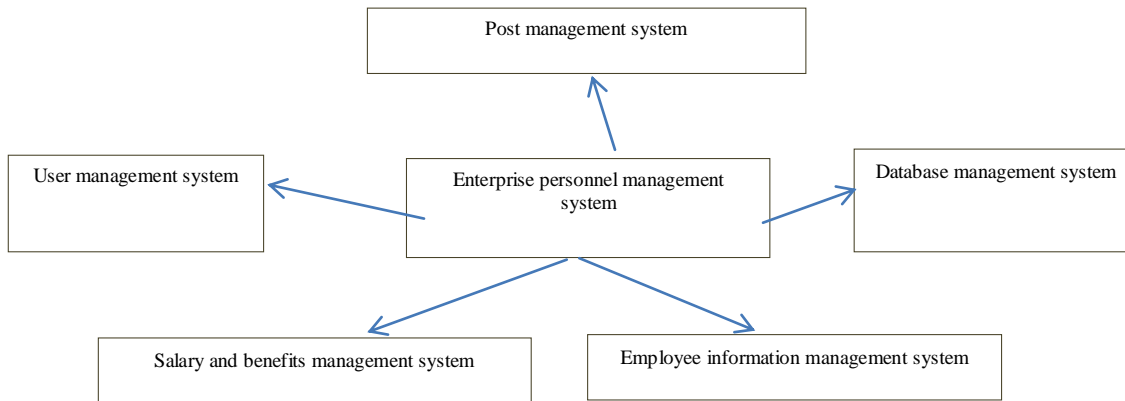 Post management system
User management system
Enterprise personnel management
system
Database management system
Salary and benefits management system
Employee information management system